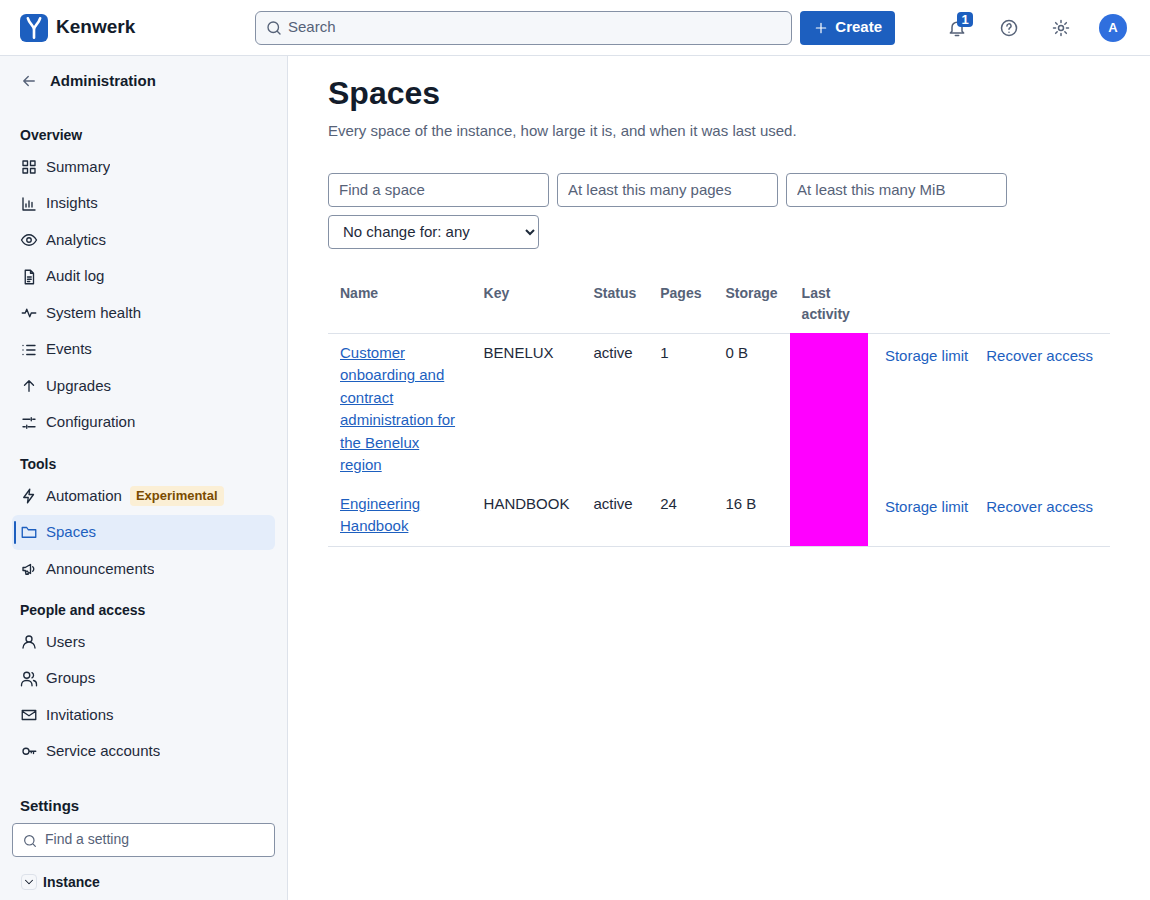 Kenwerk
Search
Create
1
A
Administration
Overview
Summary
Insights
Analytics
Audit log
System health
Events
Upgrades
Configuration
Tools
Automation Experimental
Spaces
Announcements
People and access
Users
Groups
Invitations
Service accounts
Settings
Find a setting
Instance
Spaces
Every space of the instance, how large it is, and when it was last used.
Find a space
At least this many pages
At least this many MiB
No change for: any
Name Key Status Pages Storage Last
activity
Customer BENELUX active 1 0 B Storage limit Recover access
onboarding and
contract
administration for
the Benelux
region
Engineering HANDBOOK active 24 16 B Storage limit Recover access
Handbook